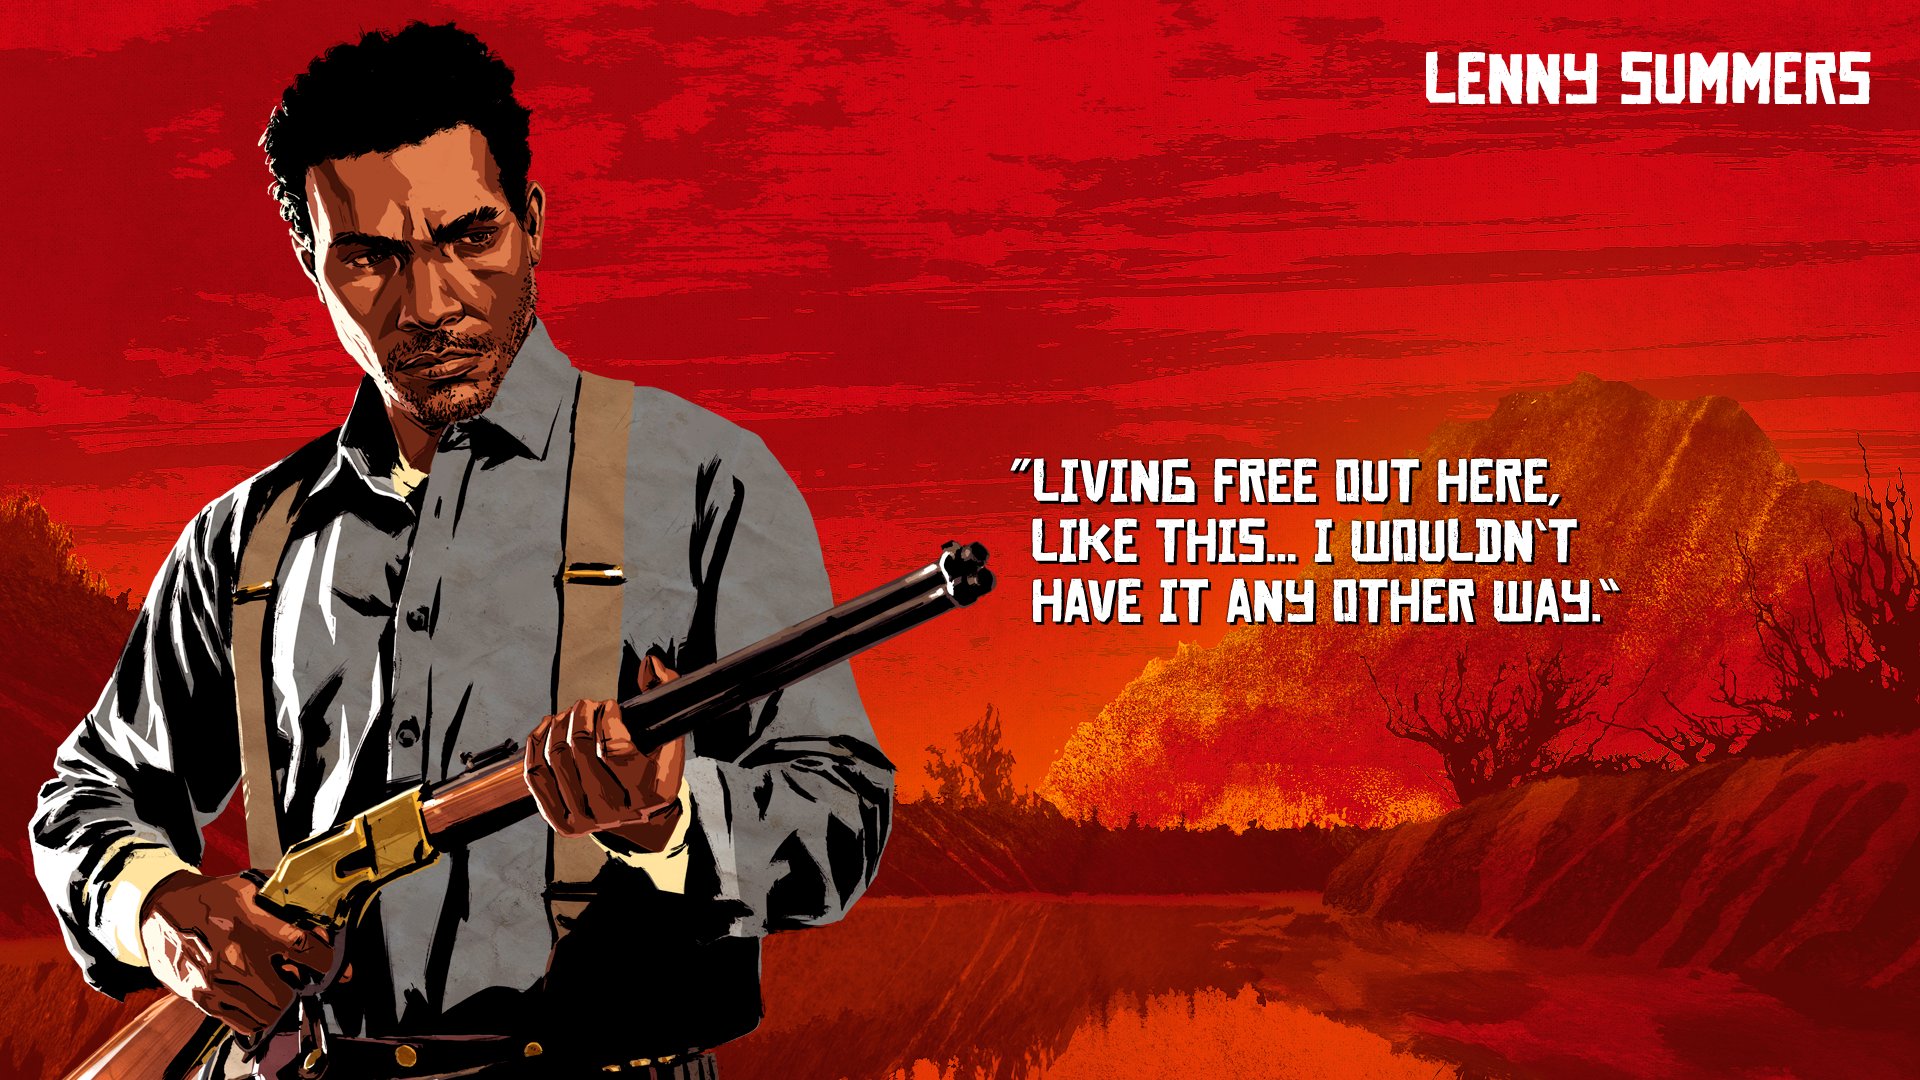 LENNY SUMMERS
"LIVING FREE OUT HERE,
LIKE THIS... I WOULDN'T
HAVE IT ANY OTHER WAY."